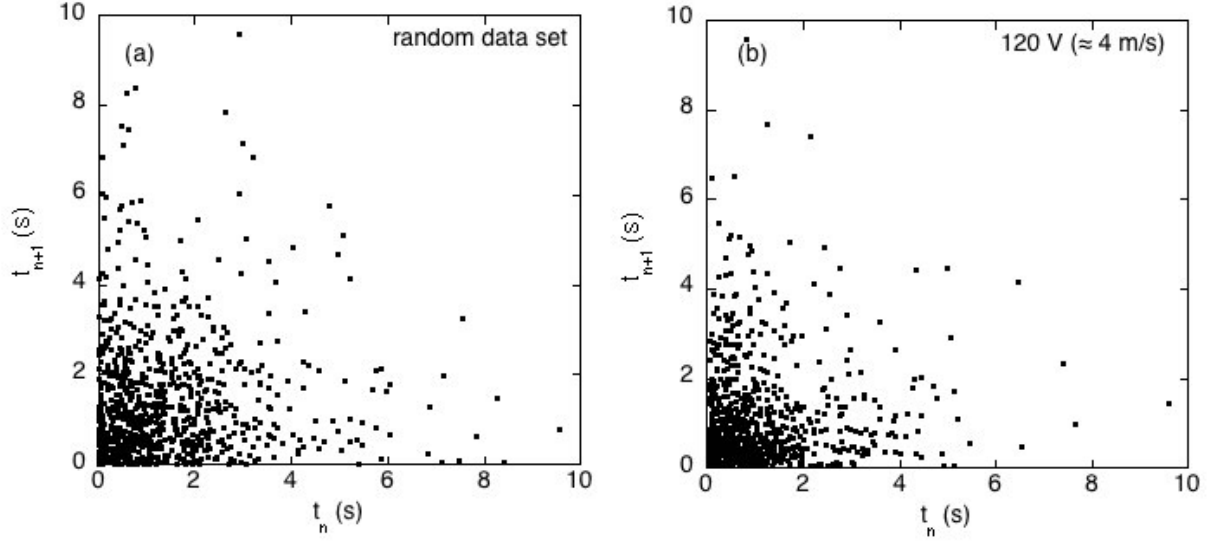 (a)
random data set
10
8
6
4
2
0
t_{n+1} (s)
0 2 4 6 8 10
t_n (s)
(b)
120 V (≈ 4 m/s)
10
8
6
4
2
0
t_{n+1} (s)
0 2 4 6 8 10
t_n (s)